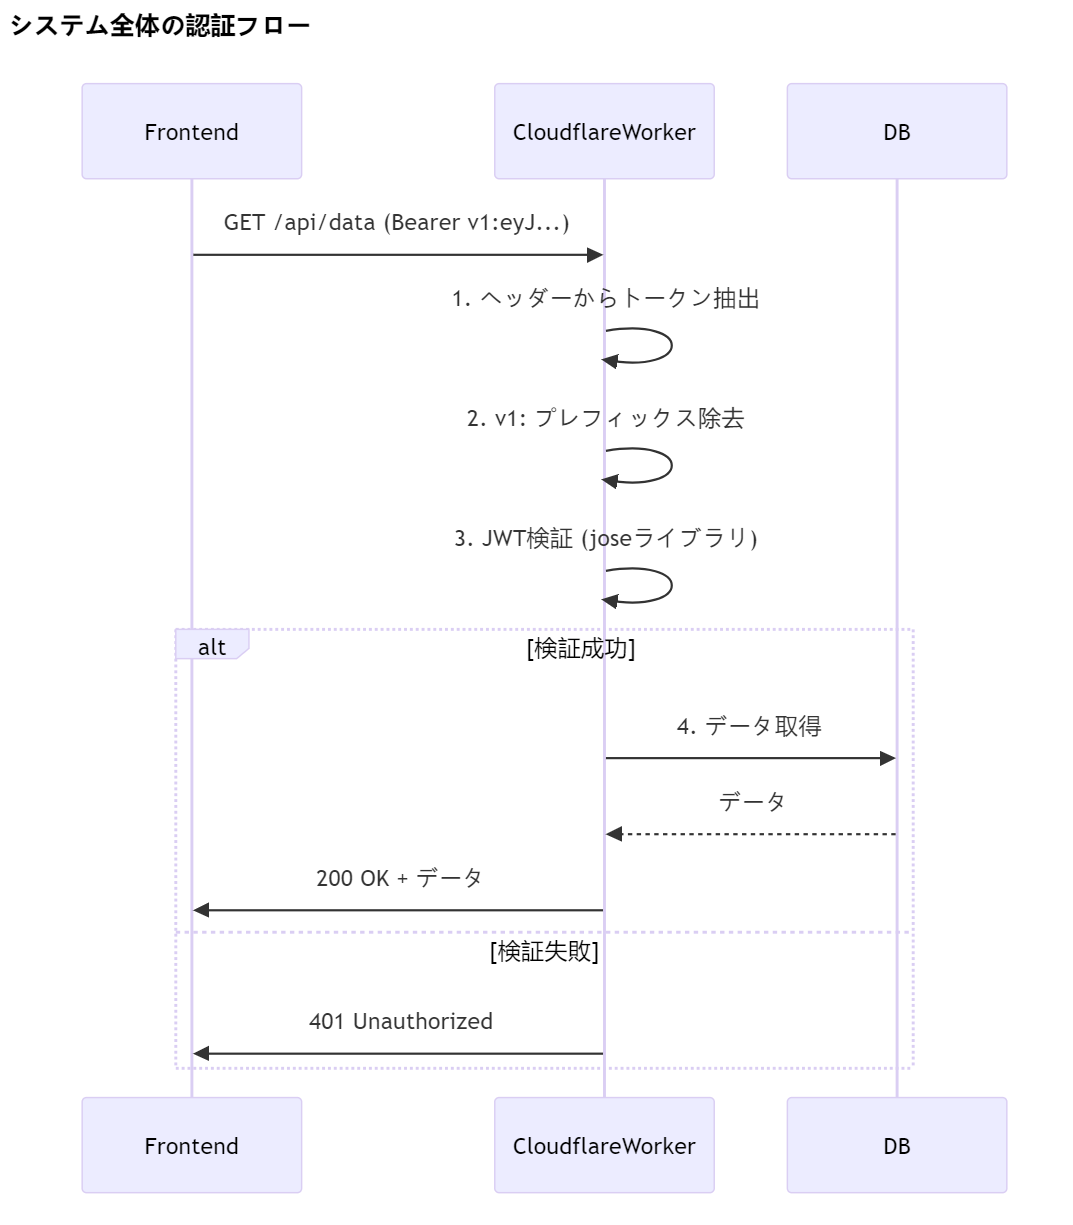 システム全体の認証フロー
Frontend
CloudflareWorker
DB
GET /api/data (Bearer v1:eyJ...)
1. ヘッダーからトークン抽出
2. v1: プレフィックス除去
3. JWT検証 (joseライブラリ)
alt
[検証成功]
4. データ取得
データ
200 OK + データ
[検証失敗]
401 Unauthorized
Frontend
CloudflareWorker
DB